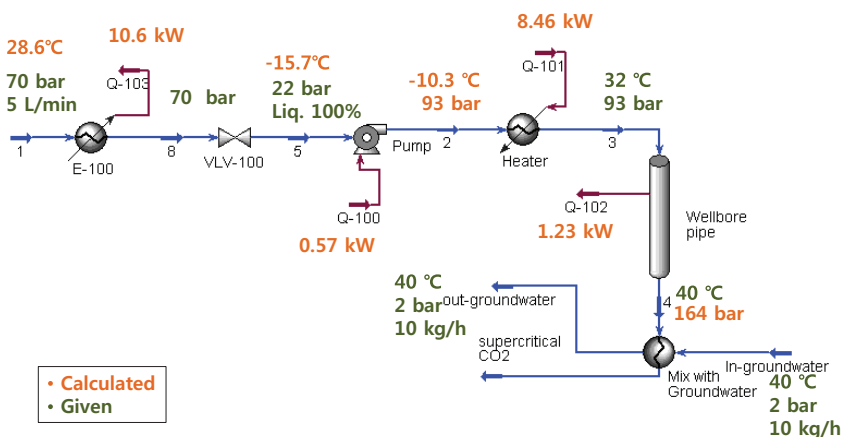 28.6℃
70 bar
5 L/min
1
10.6 kW
Q-103
E-100
70 bar
8
VLV-100
-15.7℃
22 bar
Liq. 100%
5
Pump
Q-100
0.57 kW
-10.3 ℃
93 bar
2
8.46 kW
Q-101
Heater
32 ℃
93 bar
3
Q-102
1.23 kW
Wellbore
pipe
4
40 ℃
164 bar
40 ℃
2 bar
10 kg/h
out-groundwater
supercritical
CO2
Mix with
Groundwater
In-groundwater
40 ℃
2 bar
10 kg/h
• Calculated
• Given